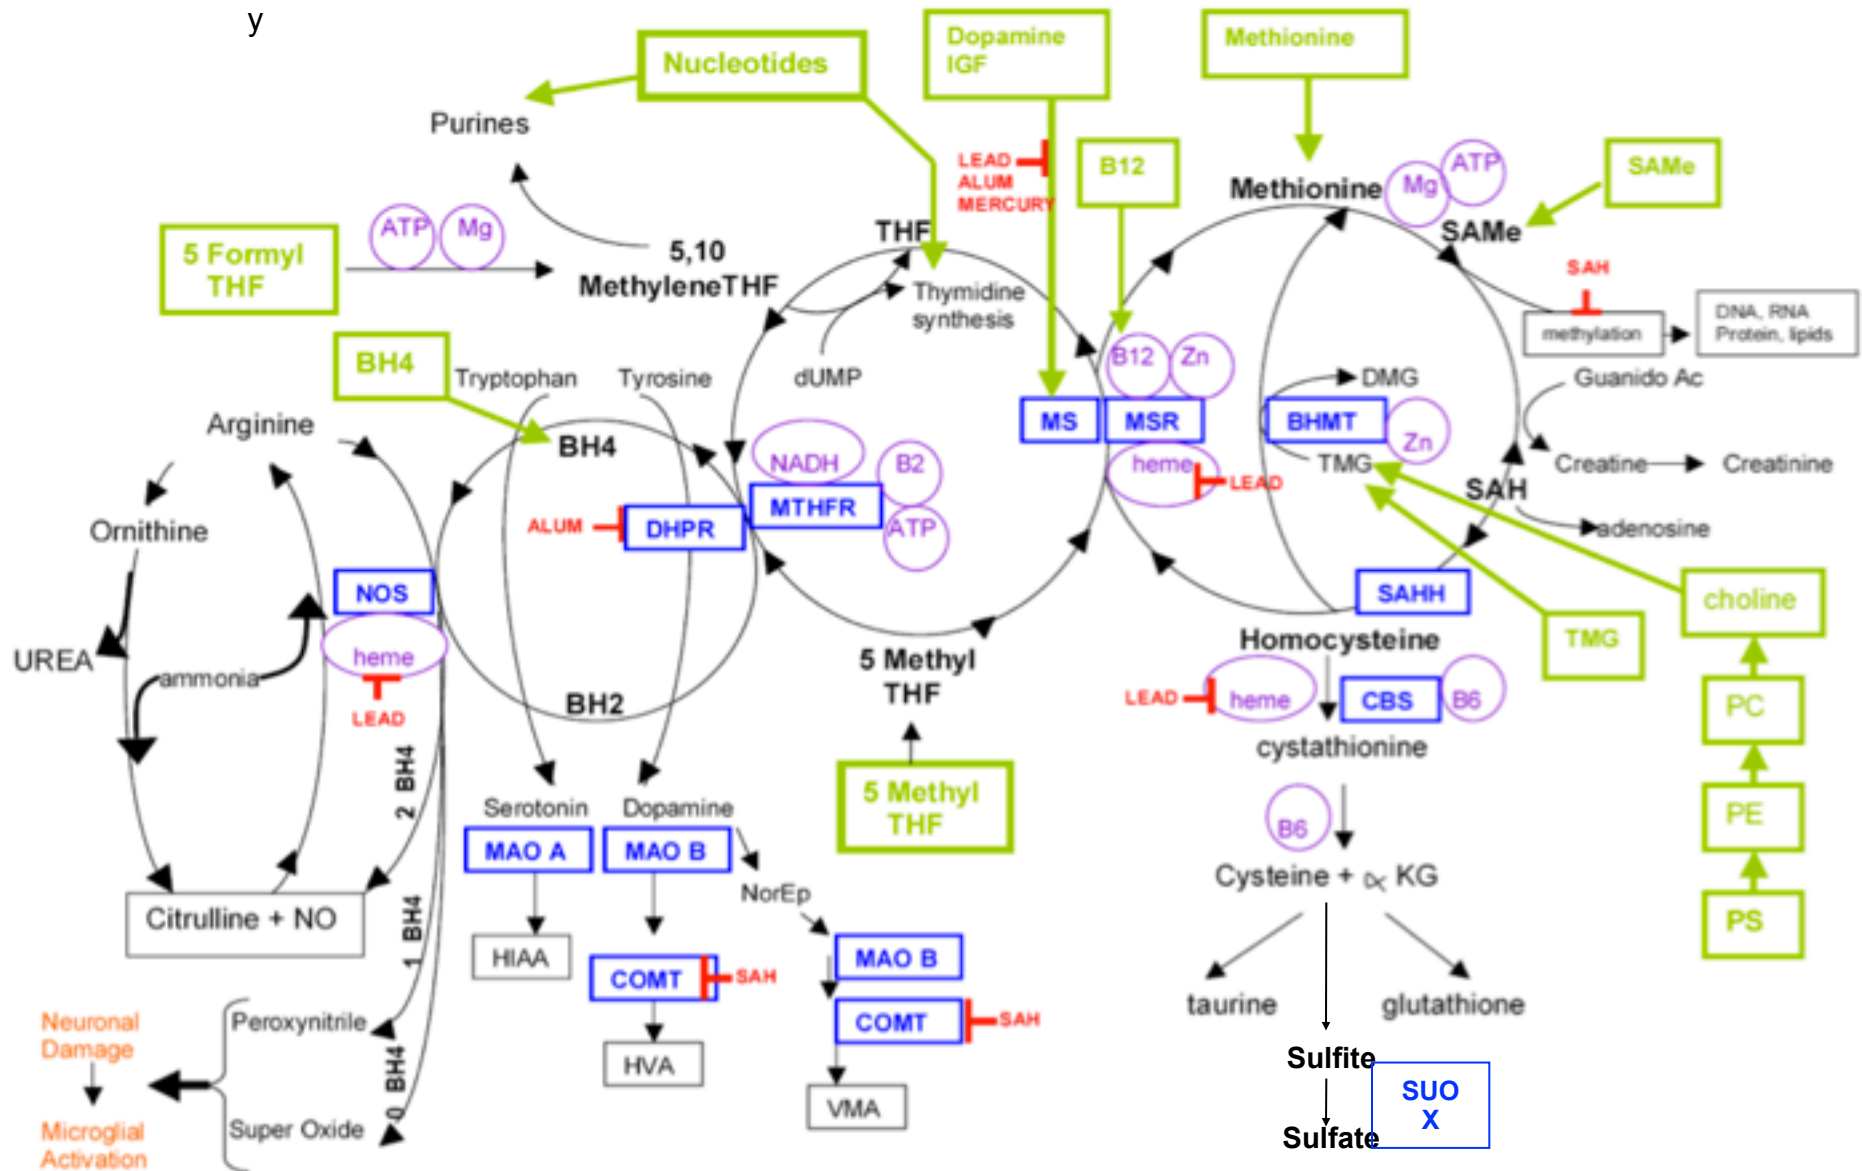 y
Nucleotides
Dopamine
IGF
Methionine
Purines
LEAD
ALUM
MERCURY
B12
ATP
Mg
SAMe
Methionine
SAMe
ATP
Mg
5 Formyl
THF
5,10
MethyleneTHF
THF
Thymidine
synthesis
SAH
methylation
DNA, RNA
Protein, lipids
BH4
Tryptophan
Tyrosine
dUMP
B12
Zn
DMG
Guanido Ac
Arginine
BH4
MS
MSR
BHMT
Zn
NADH
B2
heme
LEAD
TMG
Creatine
Creatinine
SAH
MTHFR
ATP
ALUM
DHPR
adenosine
Ornithine
NOS
SAHH
choline
heme
LEAD
UREA
ammonia
Homocysteine
TMG
5 Methyl
THF
BH2
LEAD
heme
CBS
B6
PC
cystathionine
2 BH4
5 Methyl
THF
Serotonin
Dopamine
MAO A
MAO B
NorEp
B6
PE
Cysteine + ∝ KG
PS
Citrulline + NO
1 BH4
HIAA
COMT
SAH
MAO B
taurine
glutathione
Neuronal
Damage
Peroxynitrile
COMT
SAH
HVA
Sulfite
0 BH4
SUO
X
VMA
Microglial
Activation
Super Oxide
Sulfate